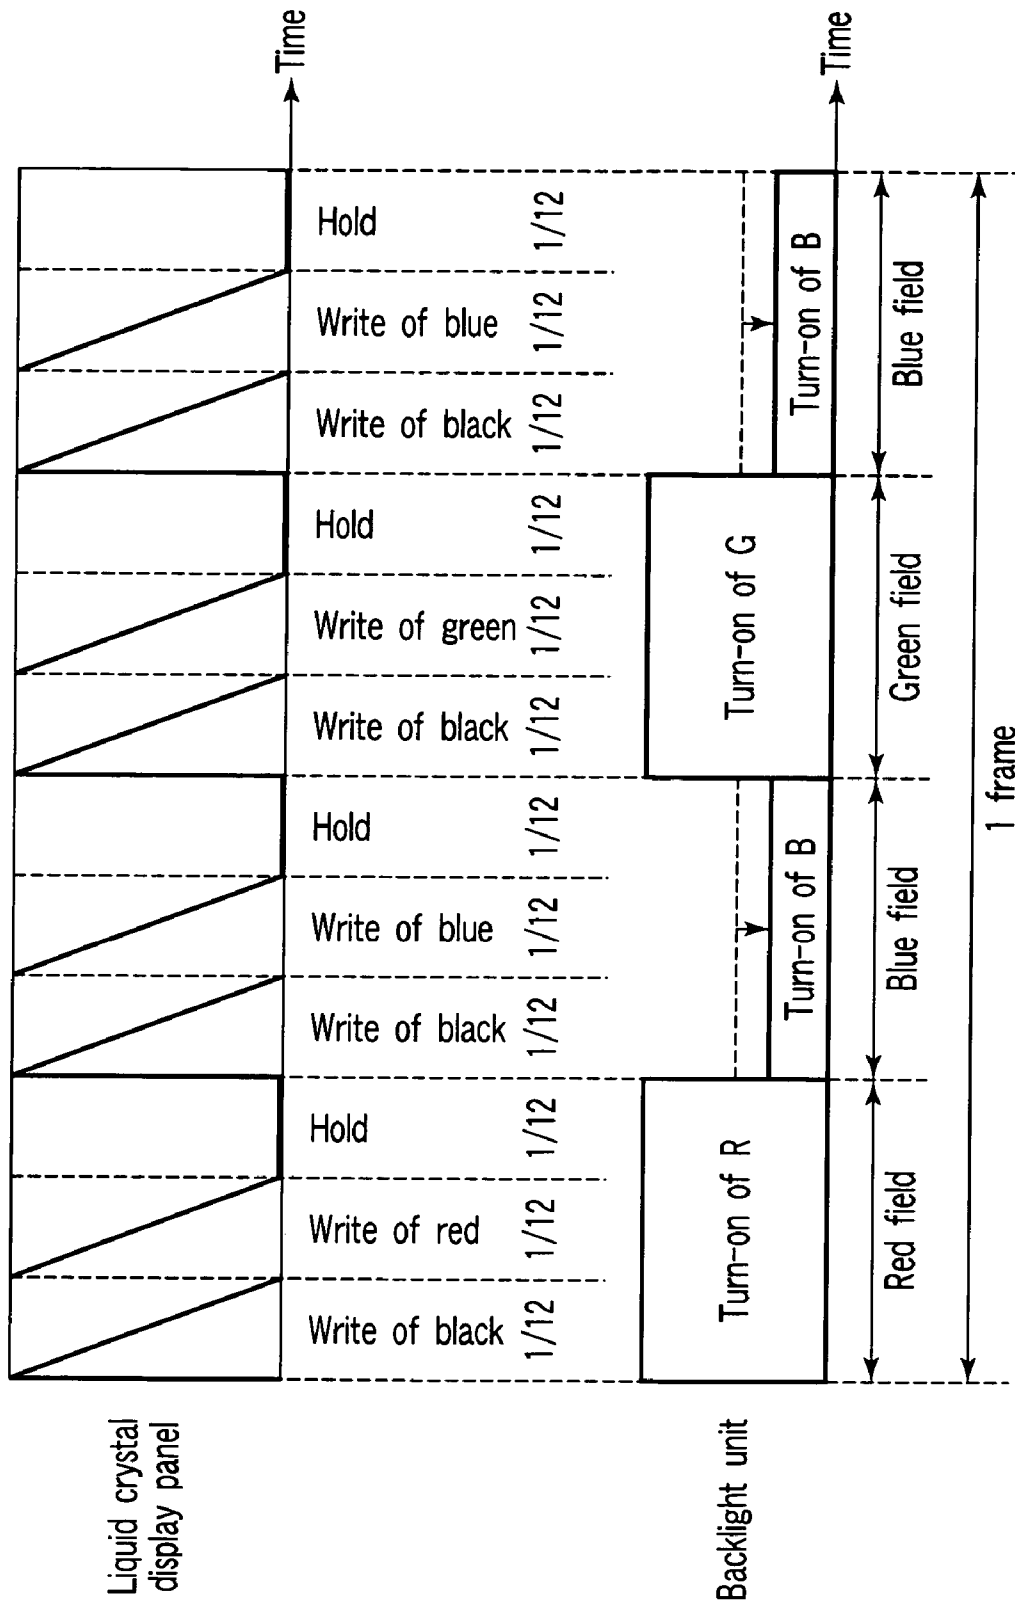 Liquid crystal
display panel
Time
Write of black
Write of red
Hold
Write of black
Write of blue
Hold
Write of black
Write of green
Hold
Write of black
Write of blue
Hold
1/12
1/12
1/12
1/12
1/12
1/12
1/12
1/12
1/12
1/12
1/12
1/12
Backlight unit
Turn-on of R
Turn-on of B
Turn-on of G
Turn-on of B
Time
Red field
Blue field
Green field
Blue field
1 frame